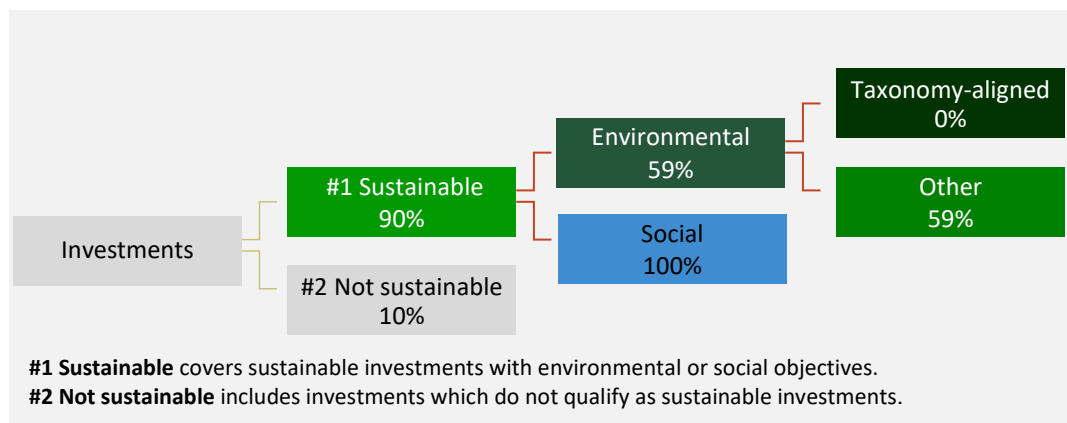 Investments
#1 Sustainable
90%
#2 Not sustainable
10%
Environmental
59%
Social
100%
Taxonomy-aligned
0%
Other
59%
#1 Sustainable covers sustainable investments with environmental or social objectives.
#2 Not sustainable includes investments which do not qualify as sustainable investments.